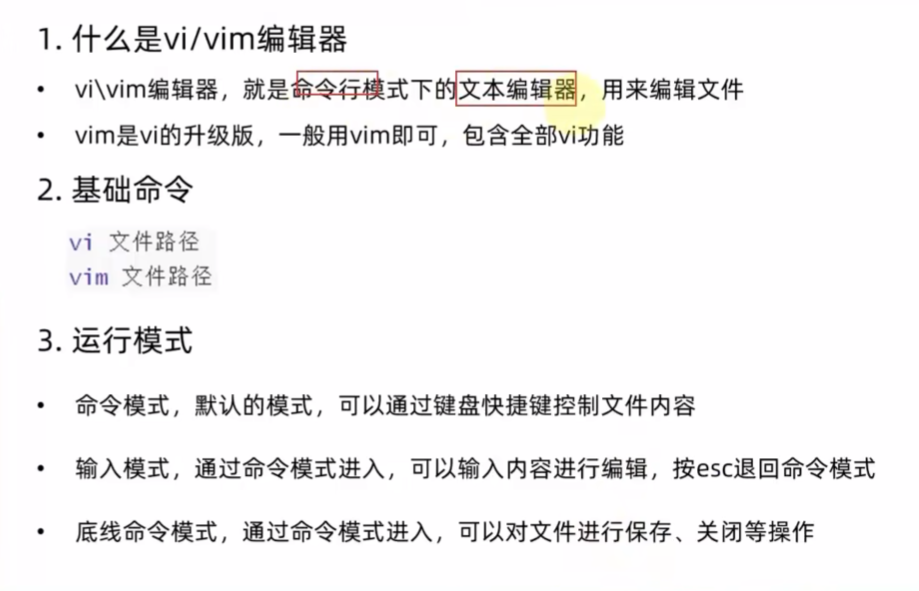 1. 什么是vi/vim编辑器
• vi\vim编辑器，就是命令行模式下的文本编辑器，用来编辑文件
• vim是vi的升级版，一般用vim即可，包含全部vi功能
2. 基础命令
vi 文件路径
vim 文件路径
3. 运行模式
• 命令模式，默认的模式，可以通过键盘快捷键控制文件内容
• 输入模式，通过命令模式进入，可以输入内容进行编辑，按esc退回命令模式
• 底线命令模式，通过命令模式进入，可以对文件进行保存、关闭等操作